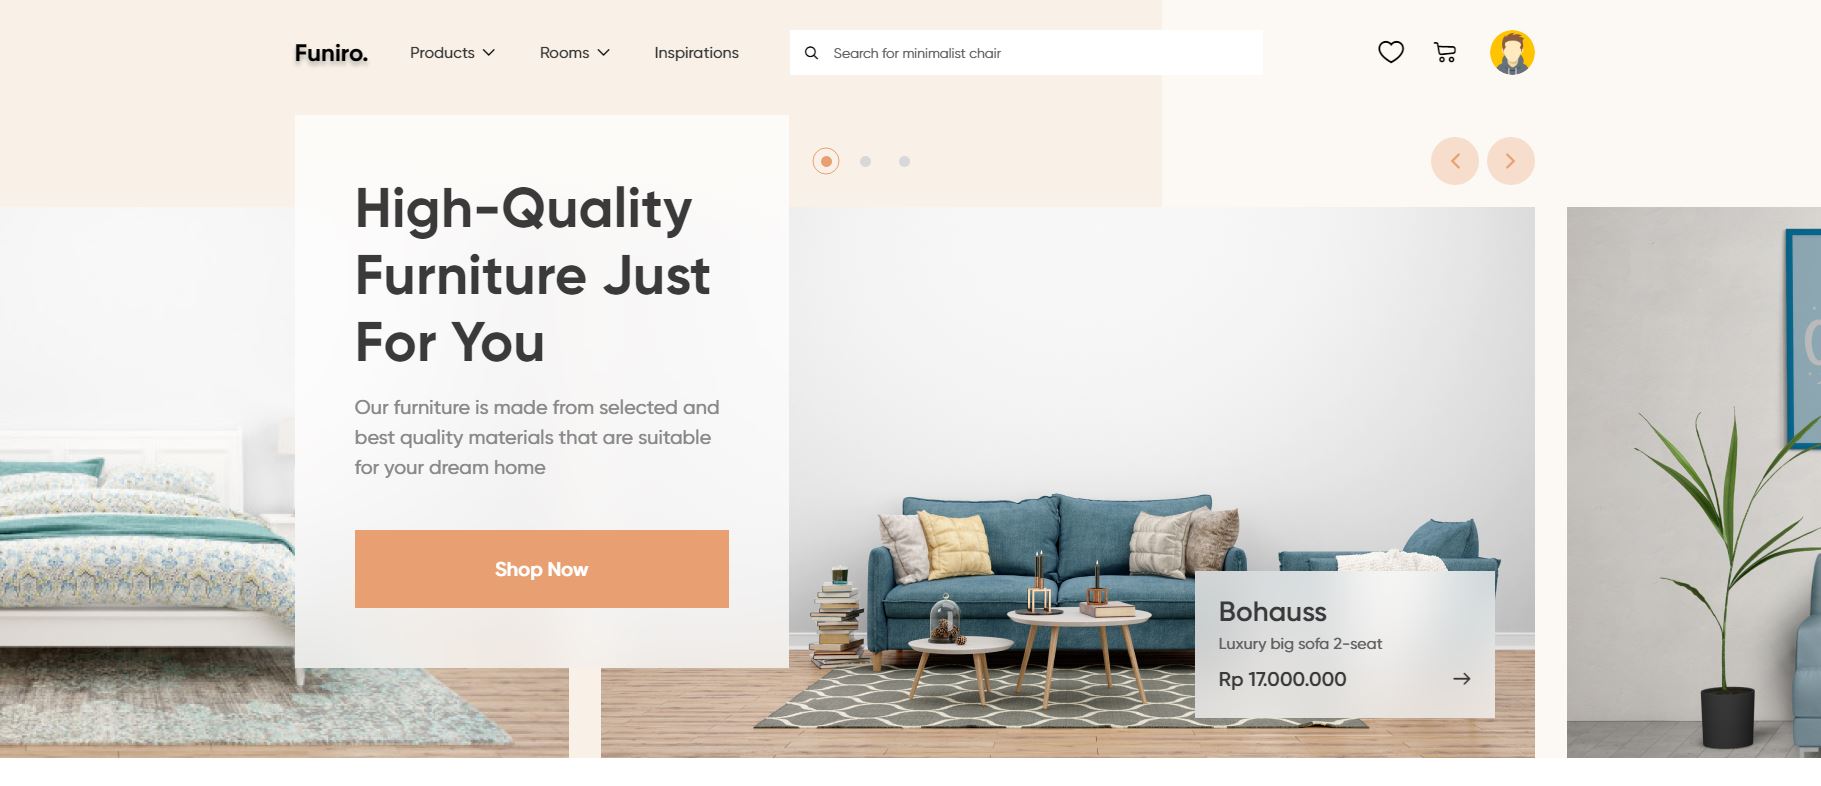 Funiro.
Products
Rooms
Inspirations
Search for minimalist chair
High-Quality
Furniture Just
For You
Our furniture is made from selected and
best quality materials that are suitable
for your dream home
Shop Now
Bohauss
Luxury big sofa 2-seat
Rp 17.000.000